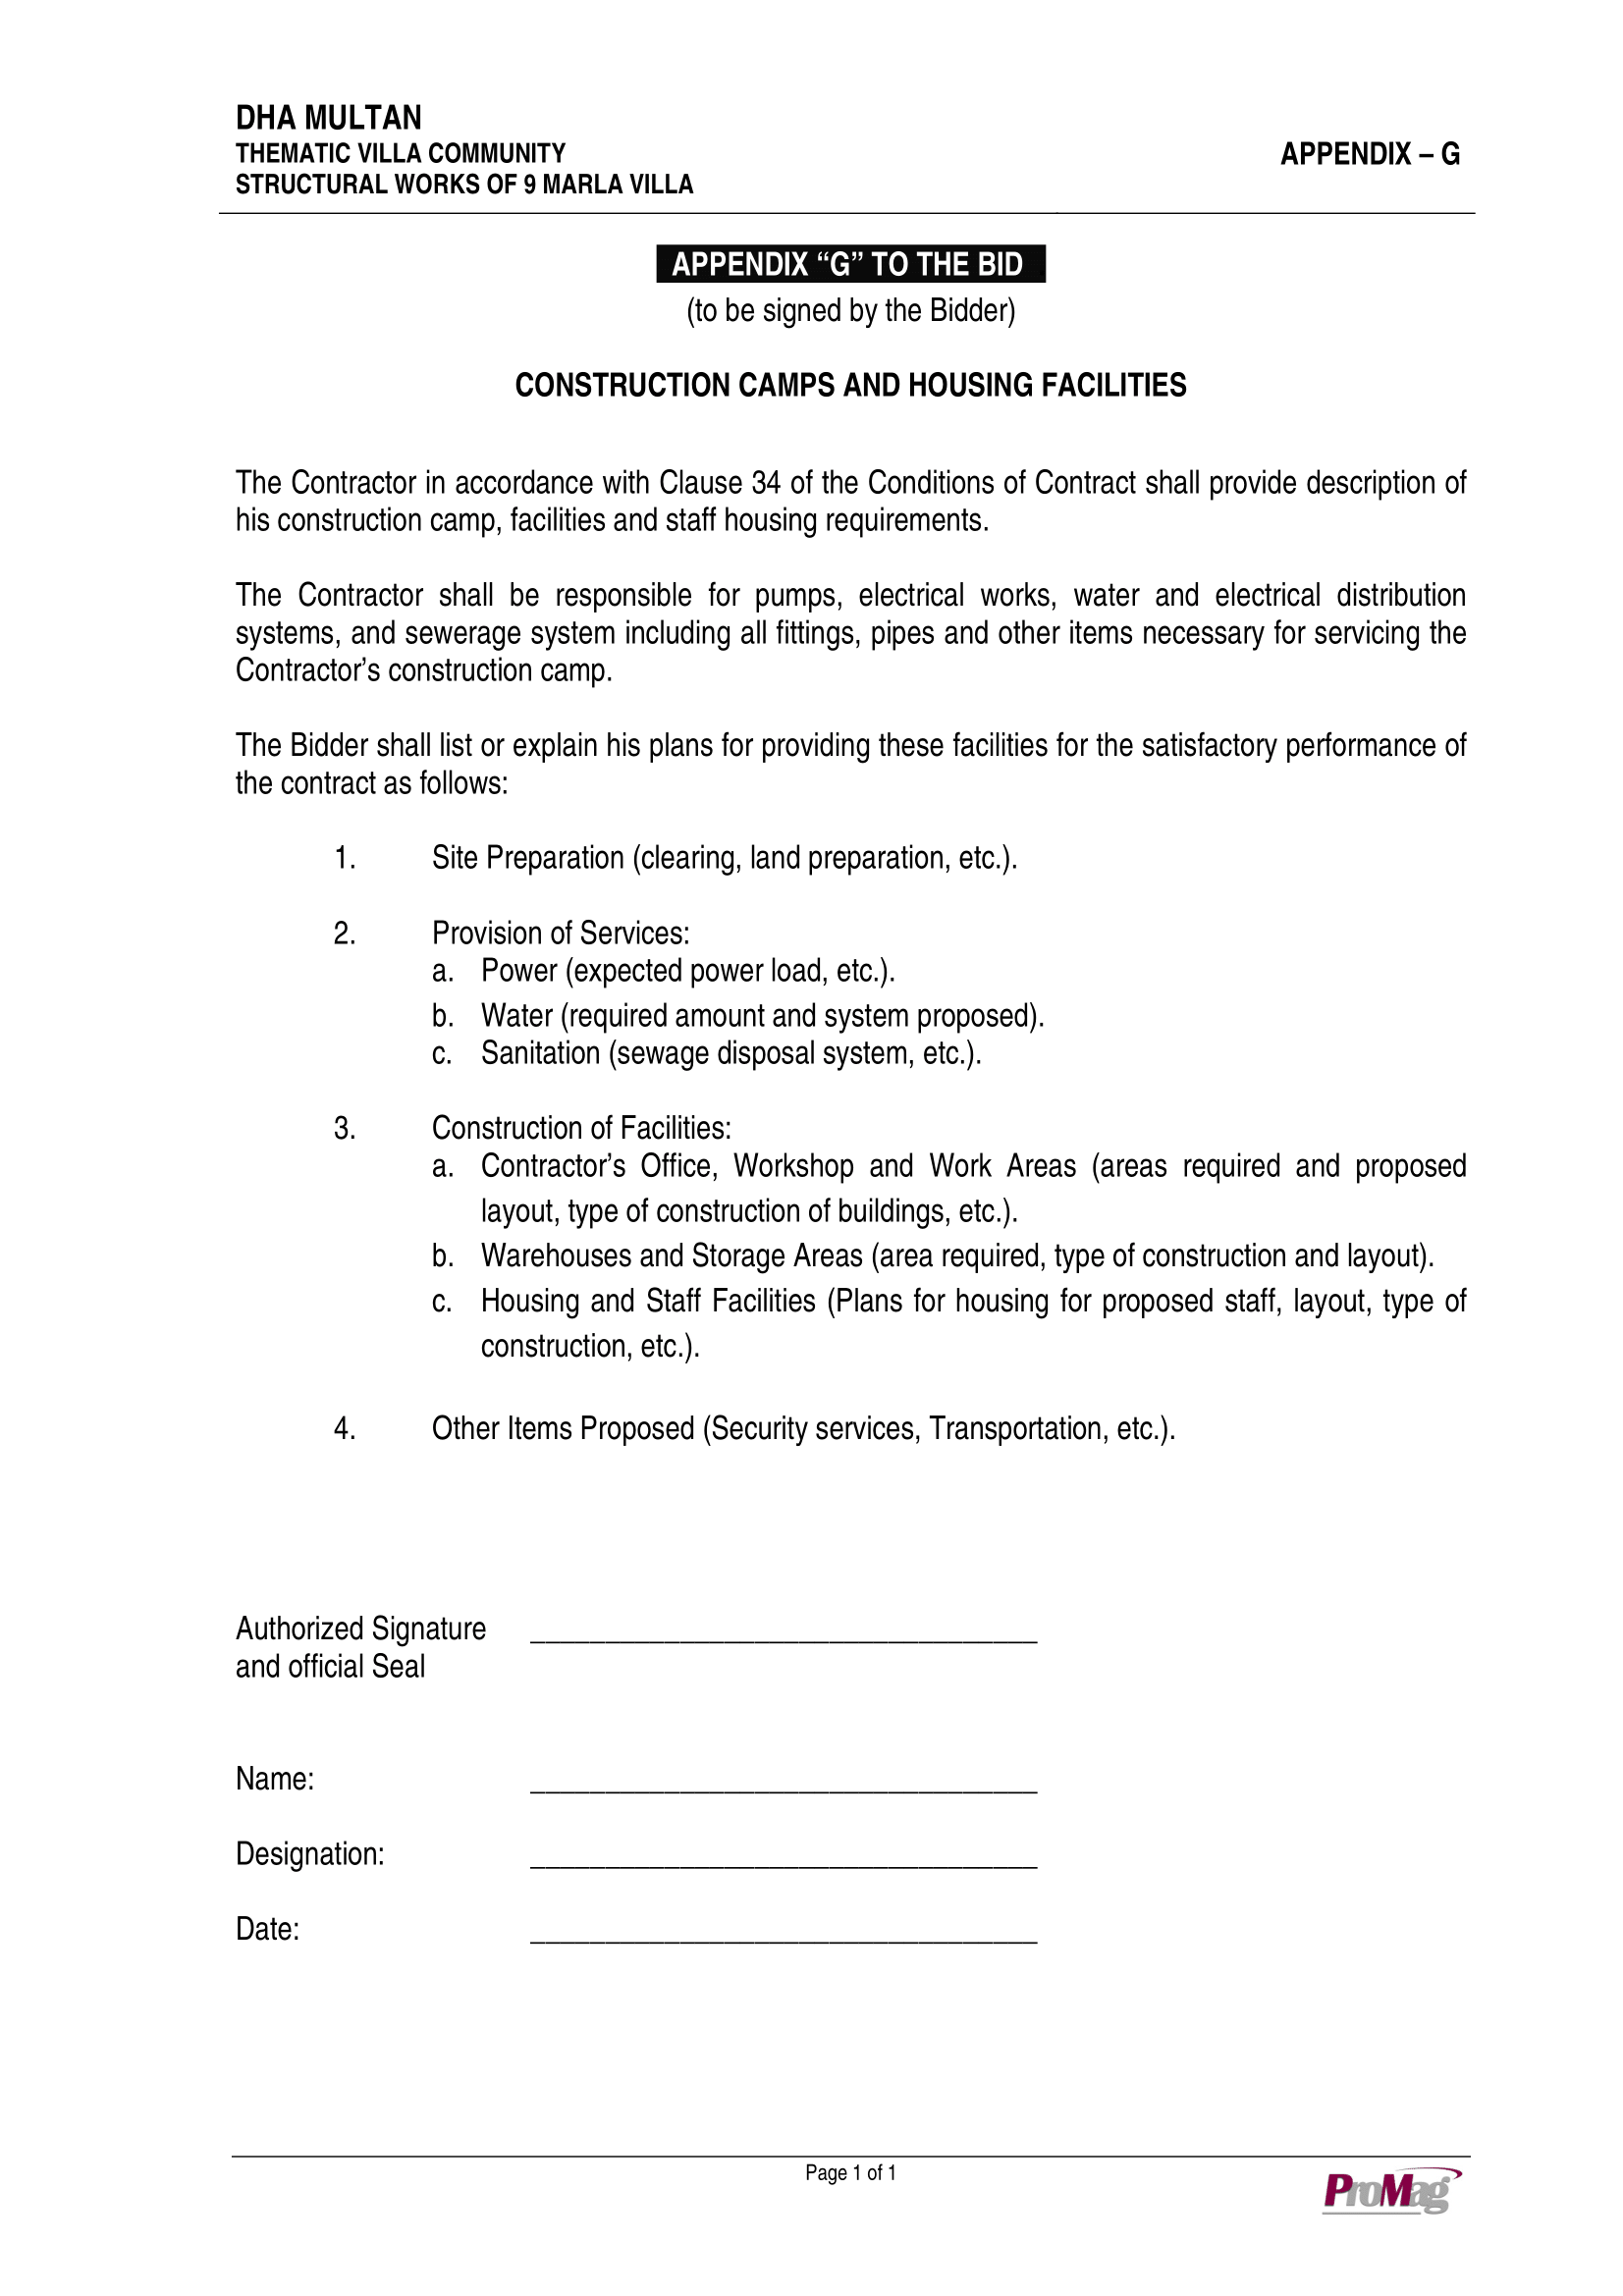 DHA MULTAN
THEMATIC VILLA COMMUNITY
APPENDIX – G
STRUCTURAL WORKS OF 9 MARLA VILLA
APPENDIX “G” TO THE BID
(to be signed by the Bidder)
CONSTRUCTION CAMPS AND HOUSING FACILITIES
The Contractor in accordance with Clause 34 of the Conditions of Contract shall provide description of
his construction camp, facilities and staff housing requirements.
The Contractor shall be responsible for pumps, electrical works, water and electrical distribution
systems, and sewerage system including all fittings, pipes and other items necessary for servicing the
Contractor’s construction camp.
The Bidder shall list or explain his plans for providing these facilities for the satisfactory performance of
the contract as follows:
1. Site Preparation (clearing, land preparation, etc.).
2. Provision of Services:
a. Power (expected power load, etc.).
b. Water (required amount and system proposed).
c. Sanitation (sewage disposal system, etc.).
3. Construction of Facilities:
a. Contractor’s Office, Workshop and Work Areas (areas required and proposed
layout, type of construction of buildings, etc.).
b. Warehouses and Storage Areas (area required, type of construction and layout).
c. Housing and Staff Facilities (Plans for housing for proposed staff, layout, type of
construction, etc.).
4. Other Items Proposed (Security services, Transportation, etc.).
Authorized Signature ________________________________
and official Seal
Name: ________________________________
Designation: ________________________________
Date: ________________________________
Page 1 of 1
ProMag